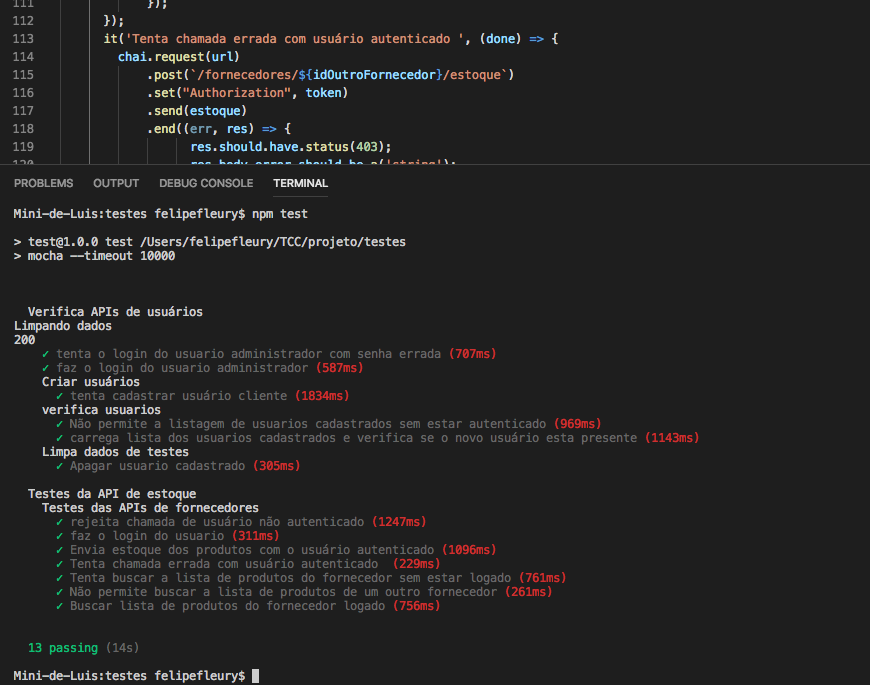 111 });
112 });
113 it('Tenta chamada errada com usuário autenticado ', (done) => {
114 chai.request(url)
115 .post(`/fornecedores/${idOutroFornecedor}/estoque`)
116 .set("Authorization", token)
117 .send(estoque)
118 .end((err, res) => {
119 res.should.have.status(403);
120 res.body.error.should.be.a('string');
PROBLEMS OUTPUT DEBUG CONSOLE TERMINAL
Mini-de-Luis:testes felipefleury$ npm test
> test@1.0.0 test /Users/felipefleury/TCC/projeto/testes
> mocha --timeout 10000
Verifica APIs de usuários
Limpando dados
200
✓ tenta o login do usuario administrador com senha errada (707ms)
✓ faz o login do usuario administrador (587ms)
Criar usuários
✓ tenta cadastrar usuário cliente (1834ms)
verifica usuarios
✓ Não permite a listagem de usuarios cadastrados sem estar autenticado (969ms)
✓ carrega lista dos usuarios cadastrados e verifica se o novo usuário esta presente (1143ms)
Limpa dados de testes
✓ Apagar usuario cadastrado (305ms)
Testes da API de estoque
Testes das APIs de fornecedores
✓ rejeita chamada de usuário não autenticado (1247ms)
✓ faz o login do usuario (311ms)
✓ Envia estoque dos produtos com o usuário autenticado (1096ms)
✓ Tenta chamada errada com usuário autenticado  (229ms)
✓ Tenta buscar a lista de produtos do fornecedor sem estar logado (761ms)
✓ Não permite buscar a lista de produtos de um outro fornecedor (261ms)
✓ Buscar lista de produtos do fornecedor logado (756ms)
13 passing (14s)
Mini-de-Luis:testes felipefleury$